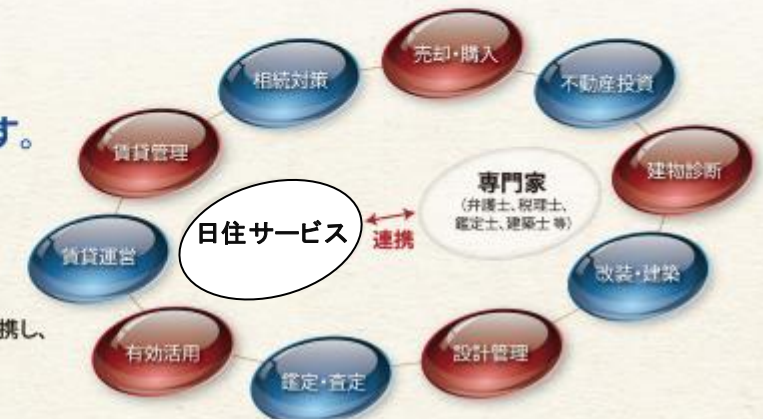 売却・購入
相続対策
不動産投資
す。
賃貸管理
建物診断
専門家
(弁護士、税理士、
鑑定士、建築士 等)
日住サービス
連携
賃貸運営
改装・建築
携し、
有効活用
設計管理
鑑定・査定